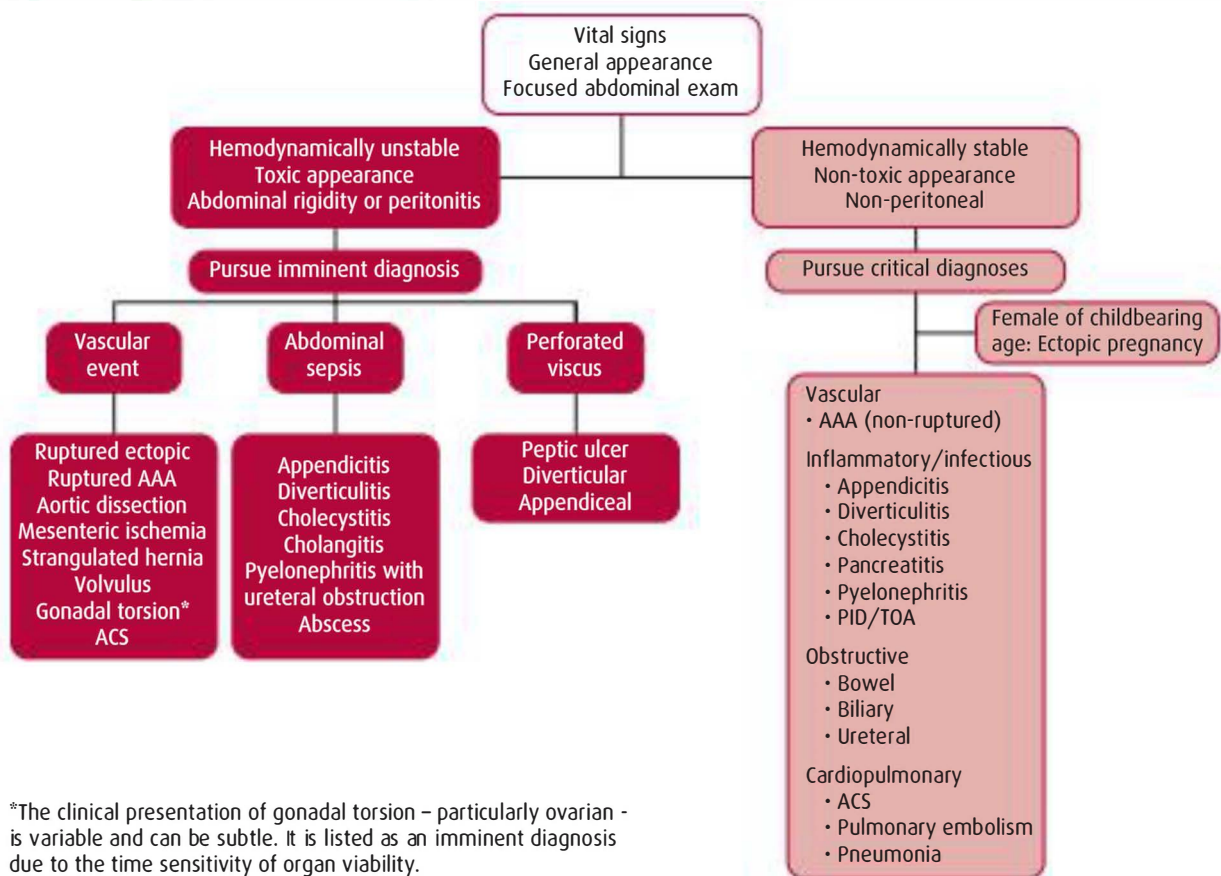 Vital signs
General appearance
Focused abdominal exam
Hemodynamically unstable
Toxic appearance
Abdominal rigidity or peritonitis
Hemodynamically stable
Non-toxic appearance
Non-peritoneal
Pursue imminent diagnosis
Pursue critical diagnoses
Female of childbearing
age: Ectopic pregnancy
Vascular
event
Abdominal
sepsis
Perforated
viscus
Ruptured ectopic
Ruptured AAA
Aortic dissection
Mesenteric ischemia
Strangulated hernia
Volvulus
Gonadal torsion*
ACS
Appendicitis
Diverticulitis
Cholecystitis
Cholangitis
Pyelonephritis with
ureteral obstruction
Abscess
Peptic ulcer
Diverticular
Appendiceal
Vascular
• AAA (non-ruptured)
Inflammatory/infectious
• Appendicitis
• Diverticulitis
• Cholecystitis
• Pancreatitis
• Pyelonephritis
• PID/TOA
Obstructive
• Bowel
• Biliary
• Ureteral
Cardiopulmonary
• ACS
• Pulmonary embolism
• Pneumonia
*The clinical presentation of gonadal torsion – particularly ovarian -
is variable and can be subtle. It is listed as an imminent diagnosis
due to the time sensitivity of organ viability.